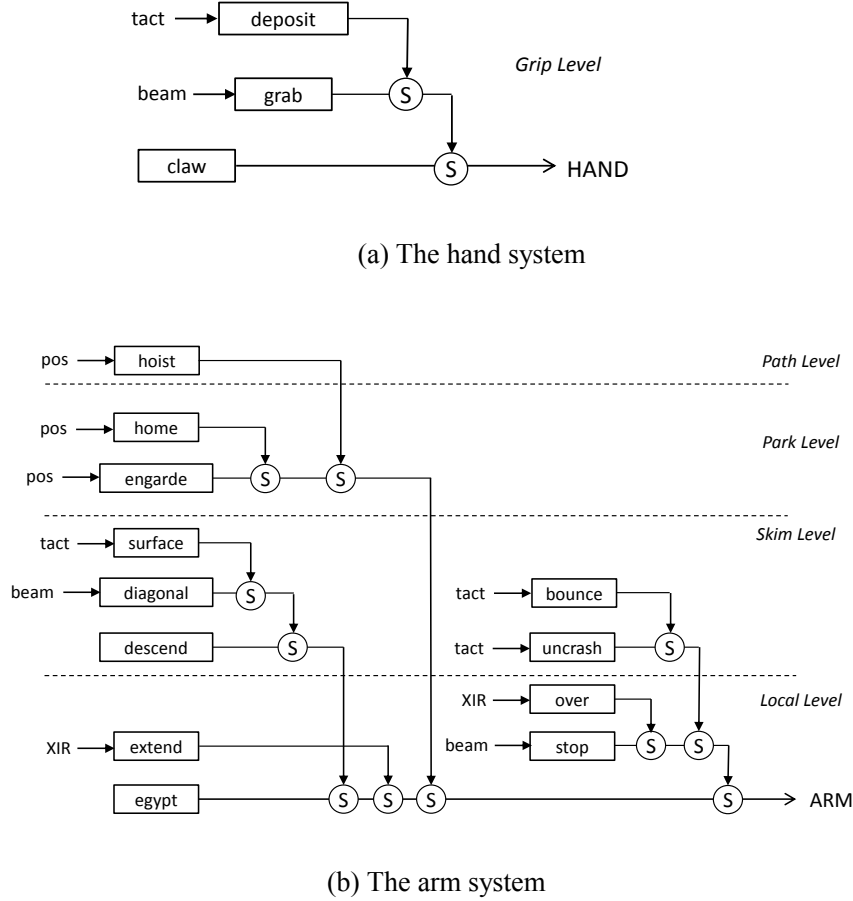 tact deposit
Grip Level
beam grab S
claw S HAND
(a) The hand system
pos hoist Path Level
pos home Park Level
pos engarde S S
Skim Level
tact surface
beam diagonal S tact bounce
descend S tact uncrash S
XIR over Local Level
XIR extend beam stop S S
egypt S S S S ARM
(b) The arm system